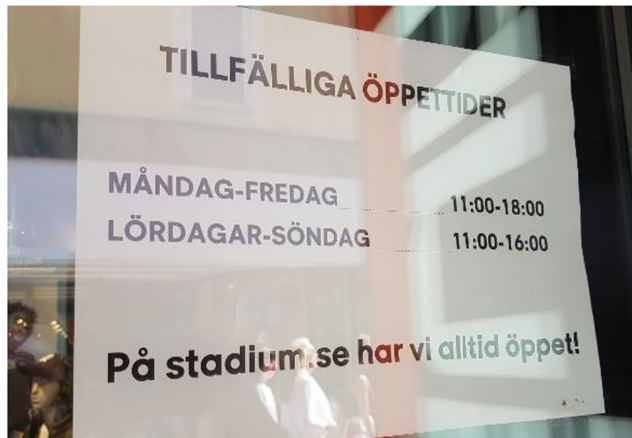 TILLFÄLLIGA ÖPPETTIDER
MÅNDAG-FREDAG 11:00-18:00
LÖRDAGAR-SÖNDAG 11:00-16:00
På stadium.se har vi alltid öppet!